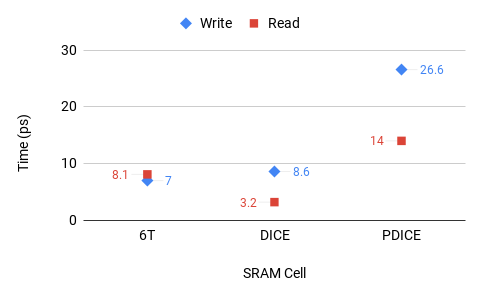 Write Read
30
20
10
0
Time (ps)
8.1 7
3.2 8.6
14 26.6
6T DICE PDICE
SRAM Cell